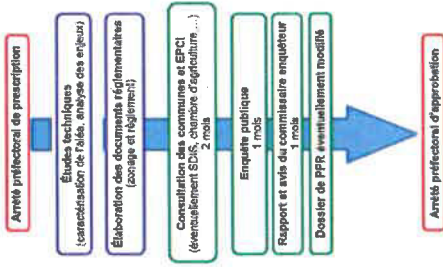 Arrêté préfectoral de prescription
Études techniques
(caractérisation de l'aléa, analyse des enjeux)
Élaboration des documents réglementaires
(zonage et règlement)
Consultation des communes et EPCI
(éventuellement SDIS, chambre d'agriculture ...)
2 mois
Enquête publique
1 mois
Rapport et avis du commissaire enquêteur
1 mois
Dossier de PPR éventuellement modifié
Arrêté préfectoral d'approbation